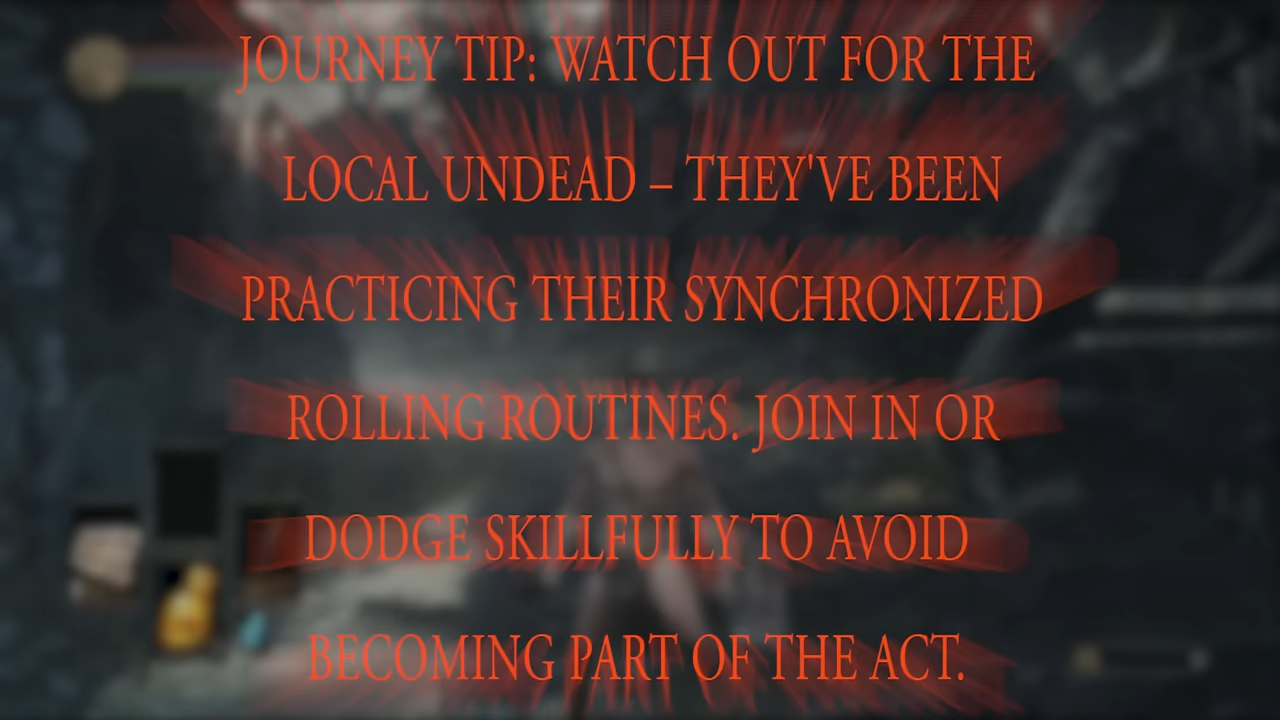 JOURNEY TIP: WATCH OUT FOR THE
LOCAL UNDEAD – THEY'VE BEEN
PRACTICING THEIR SYNCHRONIZED
ROLLING ROUTINES. JOIN IN OR
DODGE SKILLFULLY TO AVOID
BECOMING PART OF THE ACT.